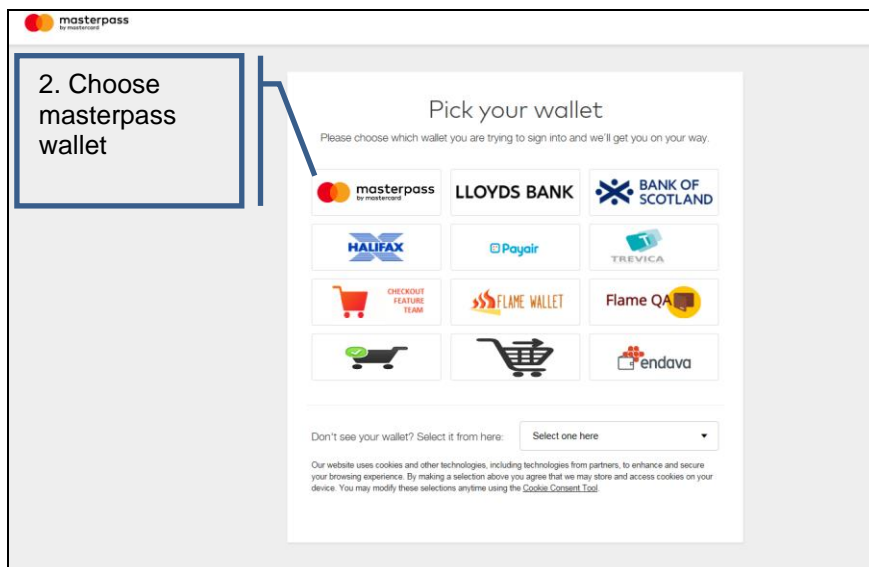 masterpass
by mastercard
2. Choose
masterpass
wallet
Pick your wallet
Please choose which wallet you are trying to sign into and we'll get you on your way.
masterpass
by mastercard
LLOYDS BANK
BANK OF
SCOTLAND
HALIFAX
Payair
TREVICA
CHECKOUT
FEATURE
TEAM
FLAME WALLET
Flame QA
endava
Don't see your wallet? Select it from here:
Select one here
Our website uses cookies and other technologies, including technologies from partners, to enhance and secure
your browsing experience. By making a selection above you agree that we may store and access cookies on your
device. You may modify these selections anytime using the Cookie Consent Tool.